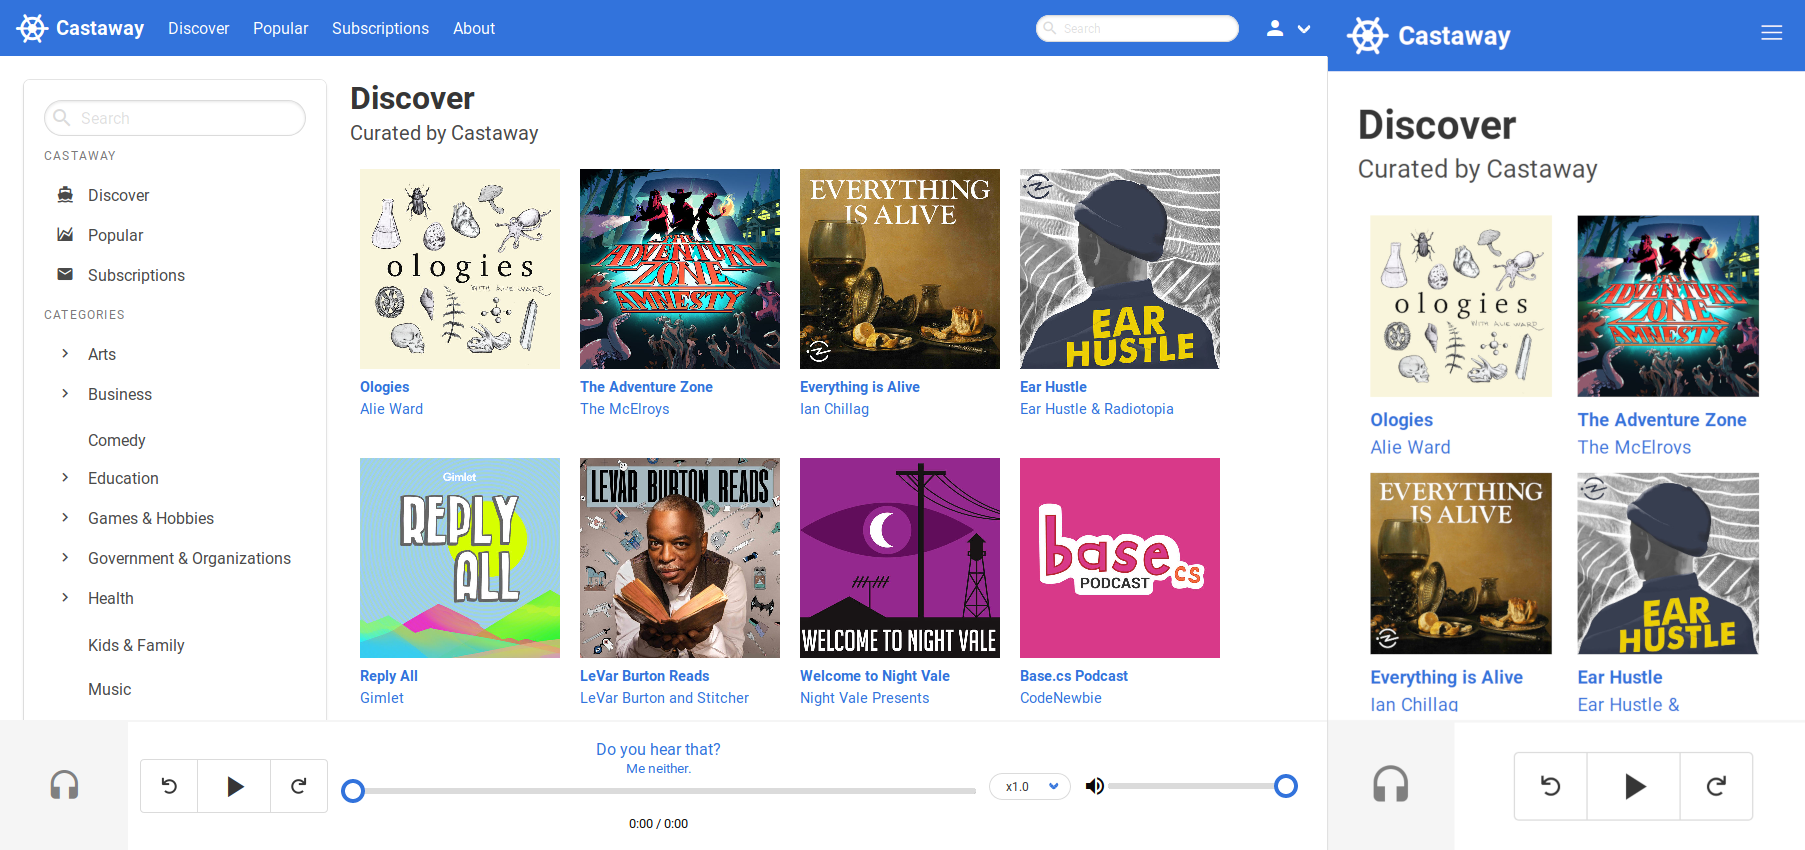 Castaway
Discover
Popular
Subscriptions
About
Search
Search
CASTAWAY
Discover
Popular
Subscriptions
CATEGORIES
Arts
Business
Comedy
Education
Games & Hobbies
Government & Organizations
Health
Kids & Family
Music
Discover
Curated by Castaway
ologies
WITH ALIE WARD
THE
ADVENTURE
ZONE
AMNESTY
EVERYTHING
IS ALIVE
EAR
HUSTLE
Ologies
Alie Ward
The Adventure Zone
The McElroys
Everything is Alive
Ian Chillag
Ear Hustle
Ear Hustle & Radiotopia
Gimlet
REPLY
ALL
LEVAR BURTON READS
WELCOME TO NIGHT VALE
base.cs
PODCAST
Reply All
Gimlet
LeVar Burton Reads
LeVar Burton and Stitcher
Welcome to Night Vale
Night Vale Presents
Base.cs Podcast
CodeNewbie
Do you hear that?
Me neither.
0:00 / 0:00
x1.0
Castaway
Discover
Curated by Castaway
ologies
WITH ALIE WARD
THE
ADVENTURE
ZONE
AMNESTY
Ologies
Alie Ward
The Adventure Zone
The McElroys
EVERYTHING
IS ALIVE
EAR
HUSTLE
Everything is Alive
Ian Chillag
Ear Hustle
Ear Hustle &